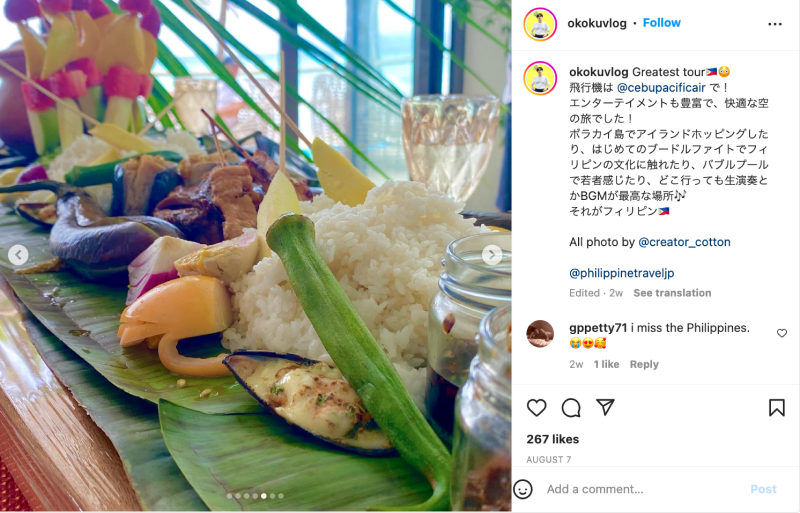 okokuvlog • Follow
okokuvlog Greatest tour🇵🇭😳
飛行機は @cebupacificair で！
エンターテイメントも豊富で、快適な空
の旅でした！
ボラカイ島でアイランドホッピングした
り、はじめてのブードルファイトでフィ
リピンの文化に触れたり、バブルプール
で若者感じたり、どこ行っても生演奏と
かBGMが最高な場所🎶
それがフィリピン🇵🇭
All photo by @creator_cotton
@philippinetraveljp
Edited · 2w See translation
gppetty71 i miss the Philippines.
😭😍🥰
2w 1 like Reply
267 likes
AUGUST 7
Add a comment... Post